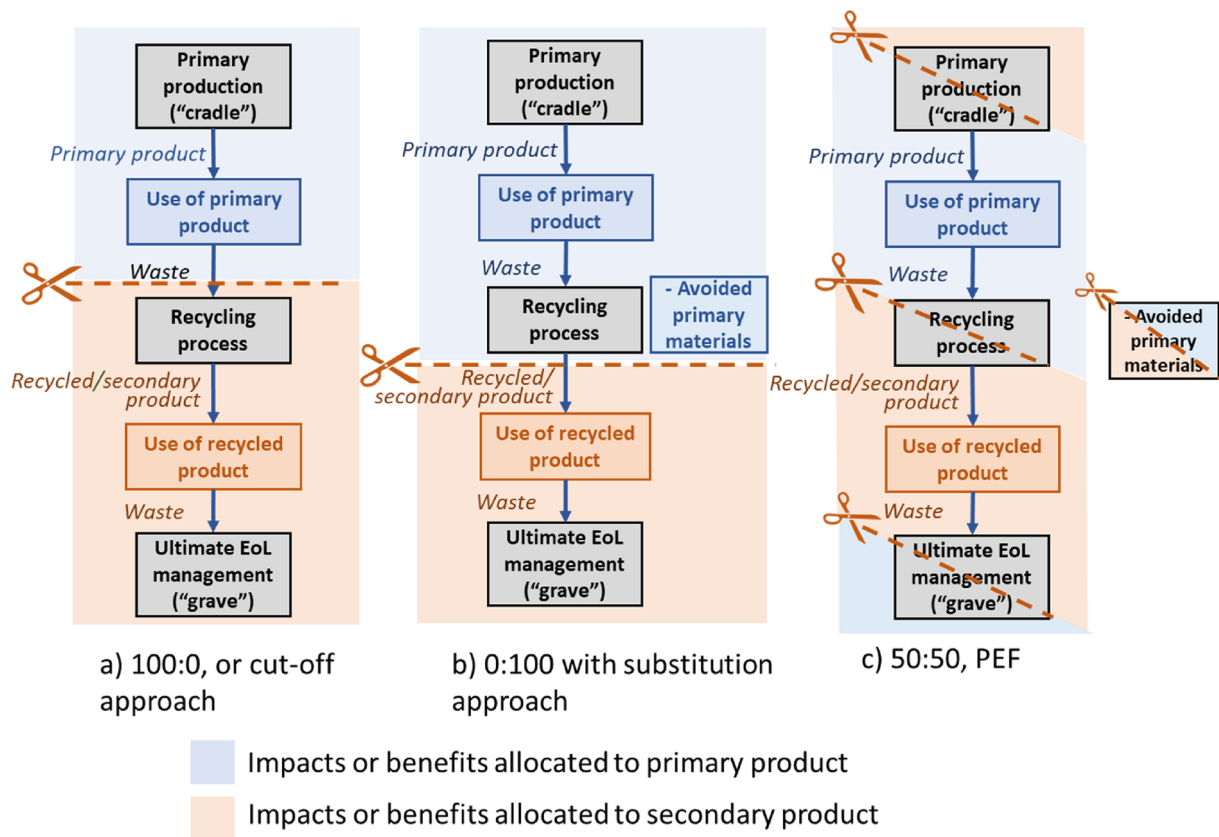 Primary
production
(“cradle”)
Primary product
Use of primary
product
Waste
Recycling
process
Recycled/secondary
product
Use of recycled
product
Waste
Ultimate EoL
management
(“grave”)
a) 100:0, or cut-off
approach
Primary
production
(“cradle”)
Primary product
Use of primary
product
Waste
Recycling
process
- Avoided
primary
materials
Recycled/
secondary product
Use of recycled
product
Waste
Ultimate EoL
management
(“grave”)
b) 0:100 with substitution
approach
Primary
production
(“cradle”)
Primary product
Use of primary
product
Waste
Recycling
process
- Avoided
primary
materials
Recycled/secondary
product
Use of recycled
product
Waste
Ultimate EoL
management
(“grave”)
c) 50:50, PEF
Impacts or benefits allocated to primary product
Impacts or benefits allocated to secondary product